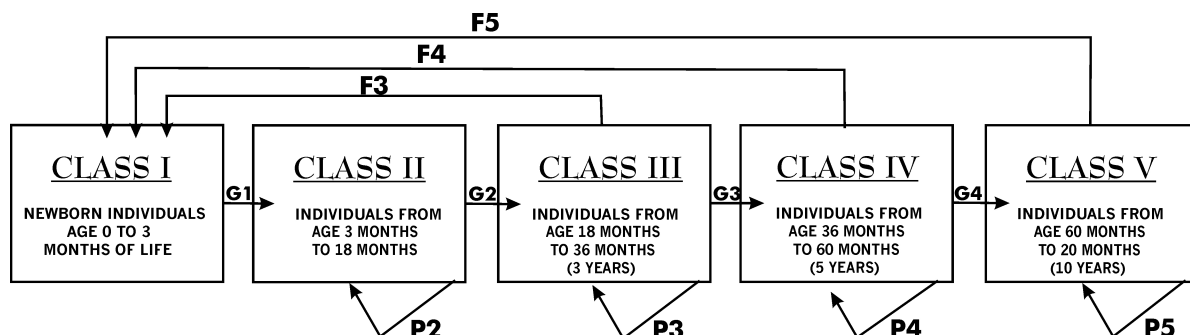 F5
F4
F3
CLASS I
NEWBORN INDIVIDUALS
AGE 0 TO 3
MONTHS OF LIFE
G1
CLASS II
INDIVIDUALS FROM
AGE 3 MONTHS
TO 18 MONTHS
P2
G2
CLASS III
INDIVIDUALS FROM
AGE 18 MONTHS
TO 36 MONTHS
(3 YEARS)
P3
G3
CLASS IV
INDIVIDUALS FROM
AGE 36 MONTHS
TO 60 MONTHS
(5 YEARS)
P4
G4
CLASS V
INDIVIDUALS FROM
AGE 60 MONTHS
TO 20 MONTHS
(10 YEARS)
P5